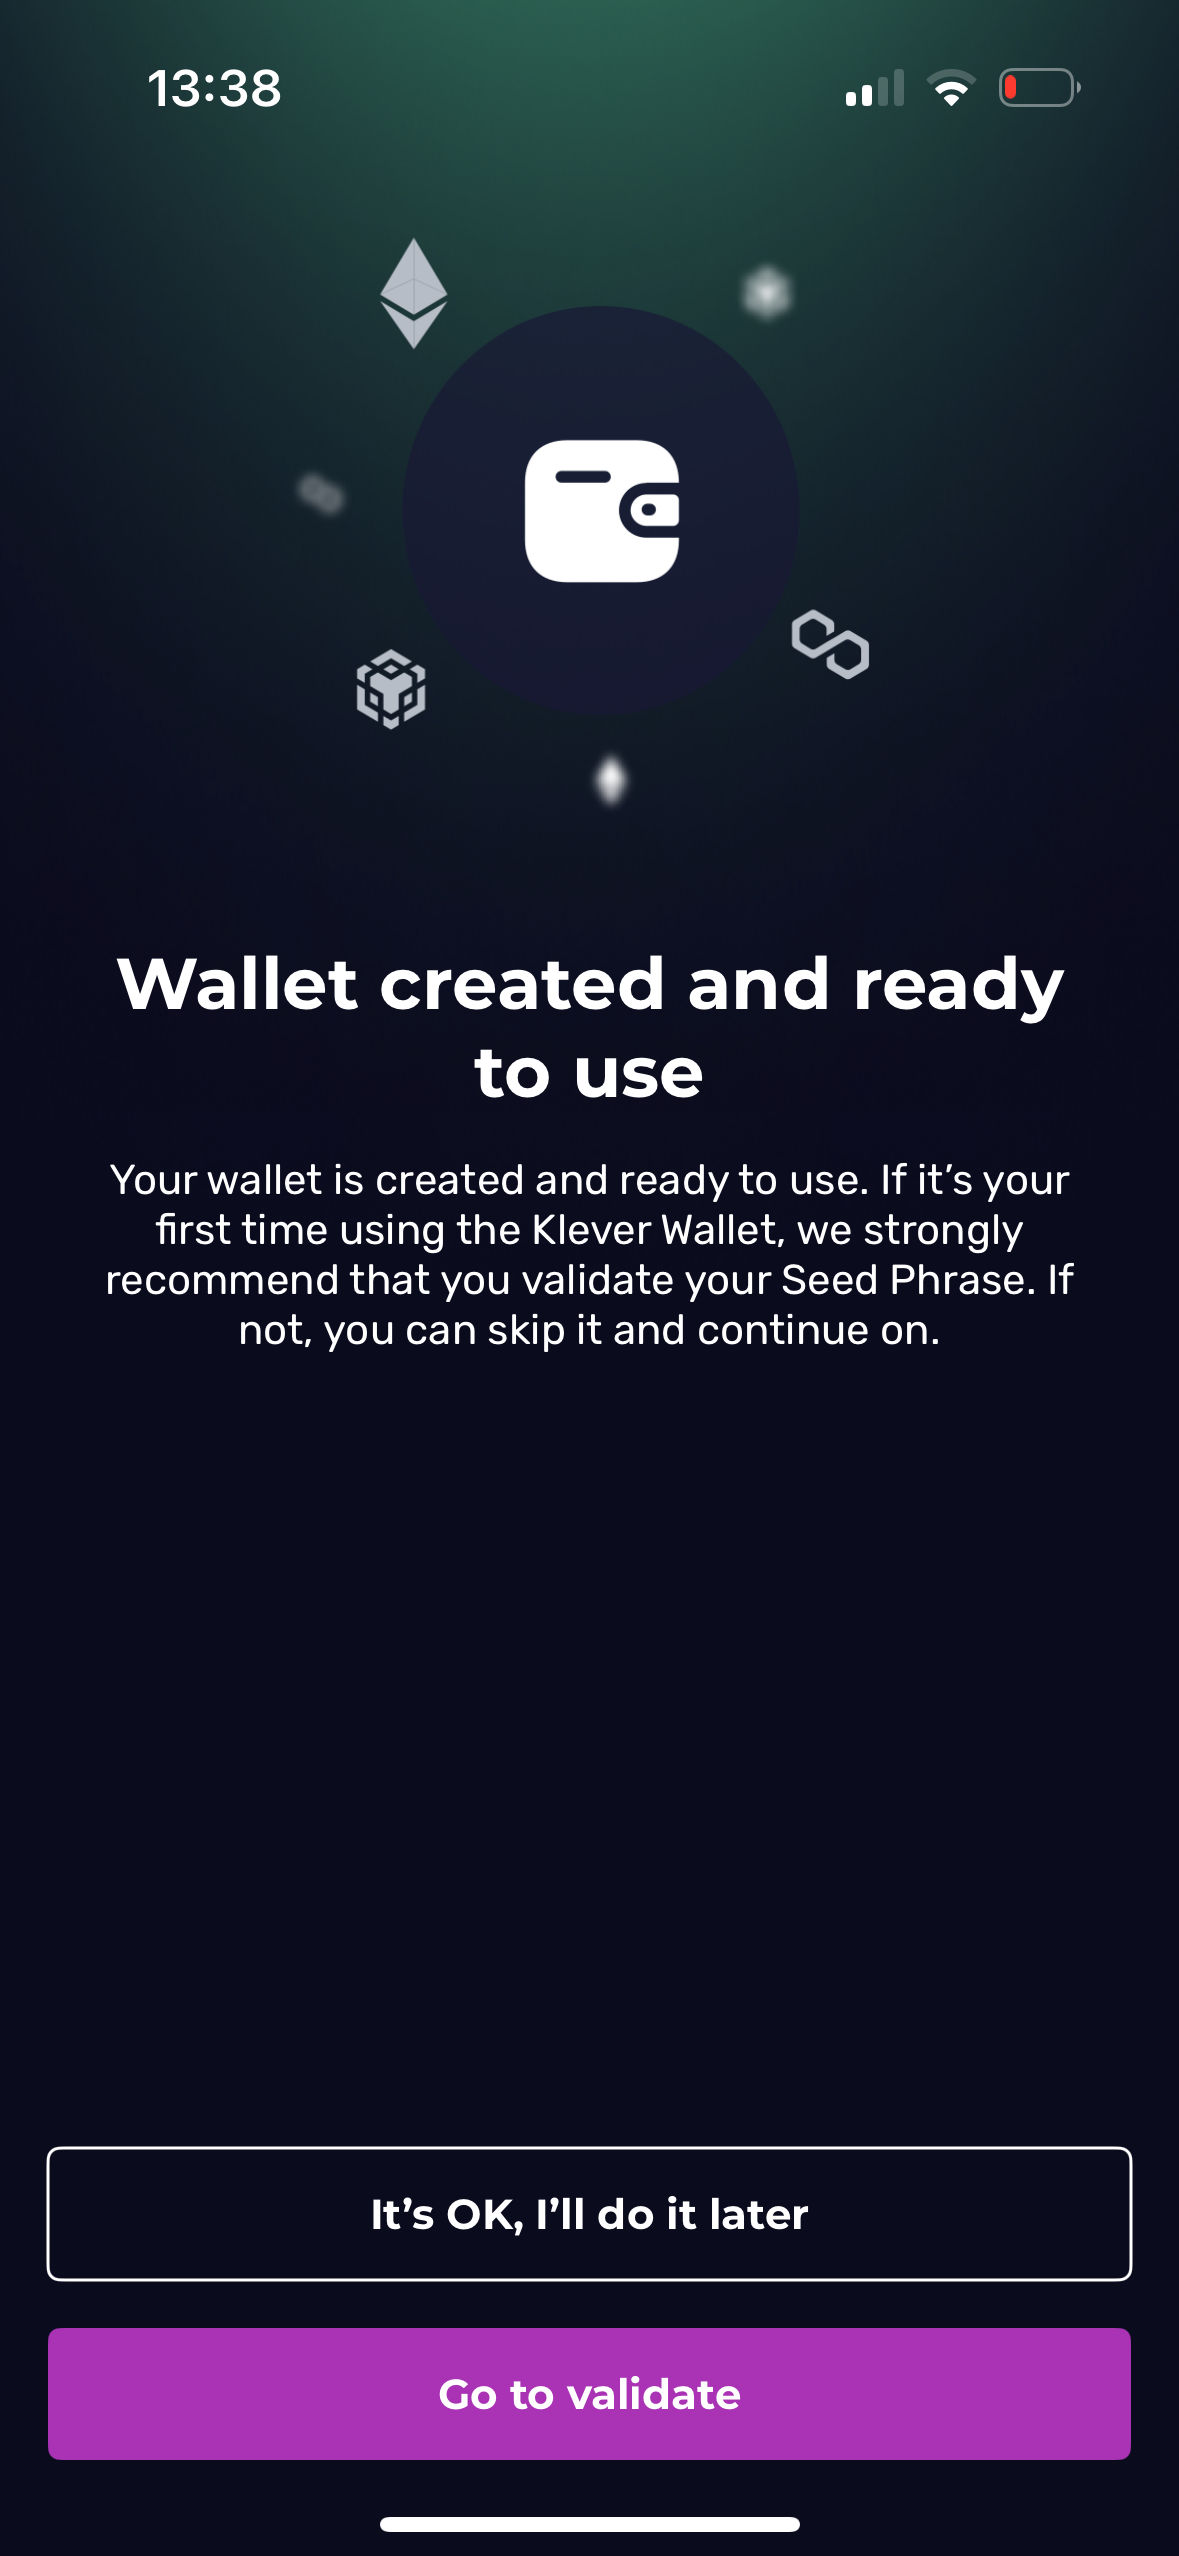 13:38
Wallet created and ready
to use
Your wallet is created and ready to use. If it’s your
first time using the Klever Wallet, we strongly
recommend that you validate your Seed Phrase. If
not, you can skip it and continue on.
It’s OK, I’ll do it later
Go to validate